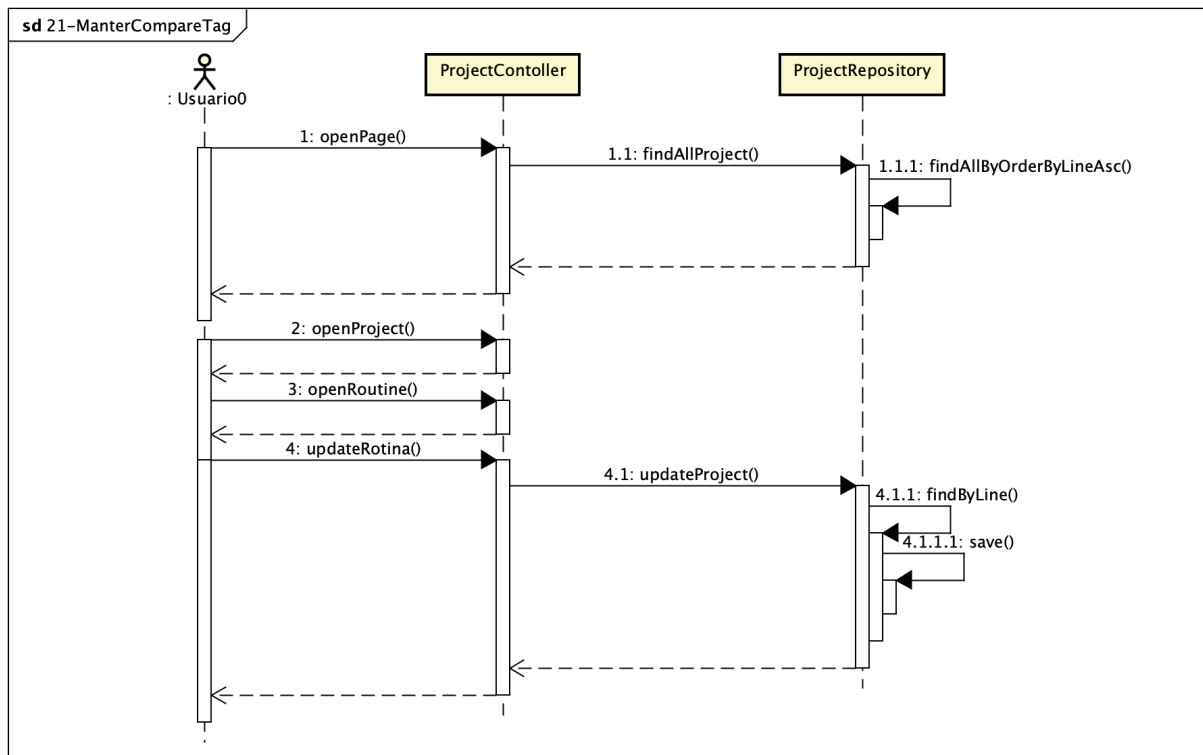 sd 21-ManterCompareTag
: Usuario0
ProjectContoller
ProjectRepository
1: openPage()
1.1: findAllProject()
1.1.1: findAllByOrderByLineAsc()
2: openProject()
3: openRoutine()
4: updateRotina()
4.1: updateProject()
4.1.1: findByLine()
4.1.1.1: save()